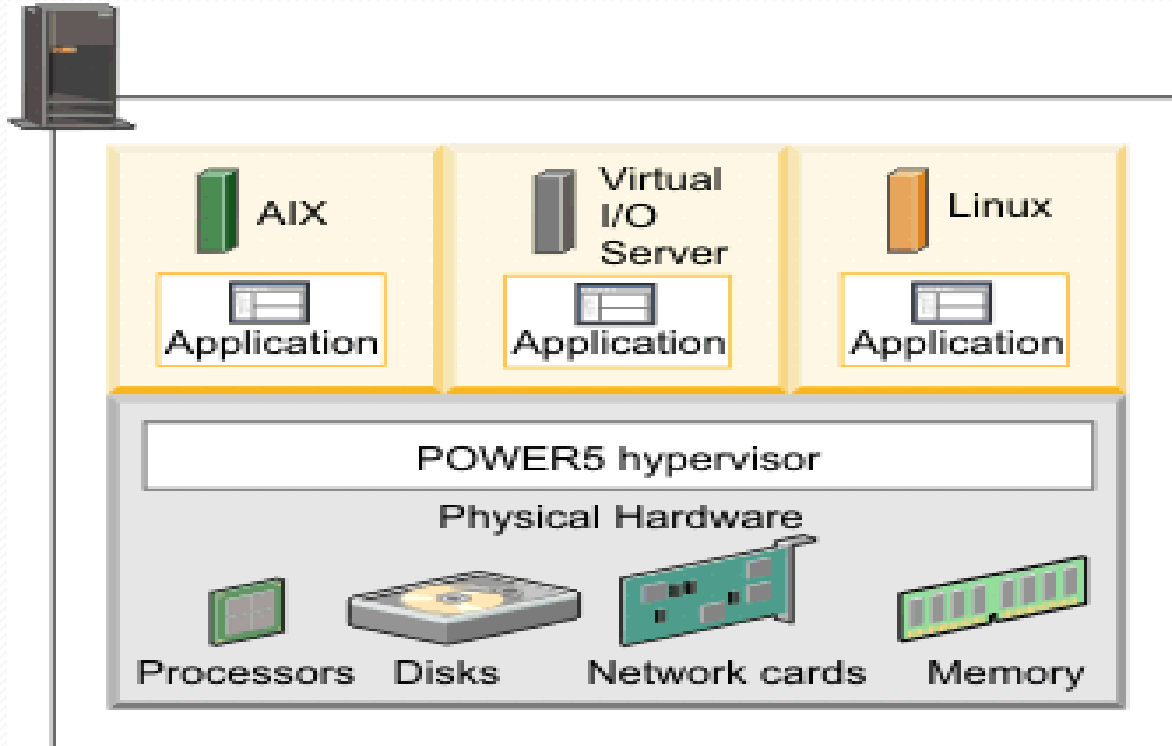 AIX
Virtual
I/O
Server
Linux
Application
Application
Application
POWER5 hypervisor
Physical Hardware
Processors
Disks
Network cards
Memory